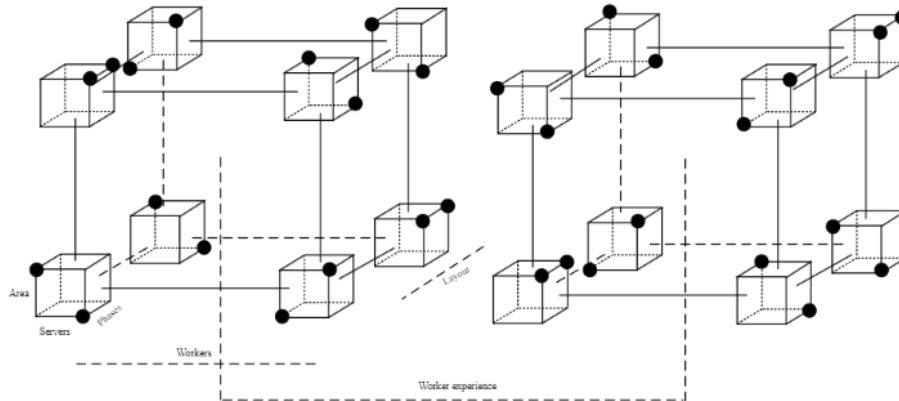 Layout
Area
Phases
Servers
Workers
Worker experience